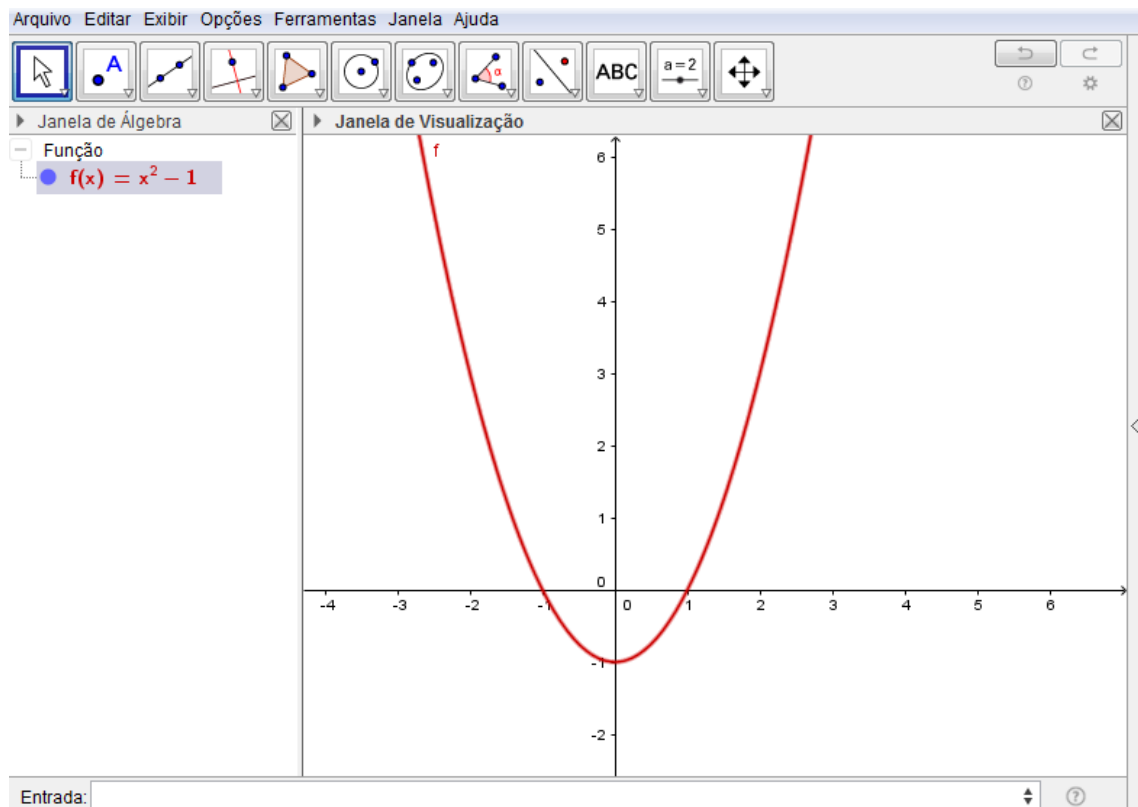 Arquivo Editar Exibir Opções Ferramentas Janela Ajuda
A α ABC a = 2
Janela de Álgebra
Janela de Visualização
Função
f(x) = x² − 1
f
6
5
4
3
2
1
0
-4 -3 -2 -1 0 1 2 3 4 5 6
-1
-2
Entrada: